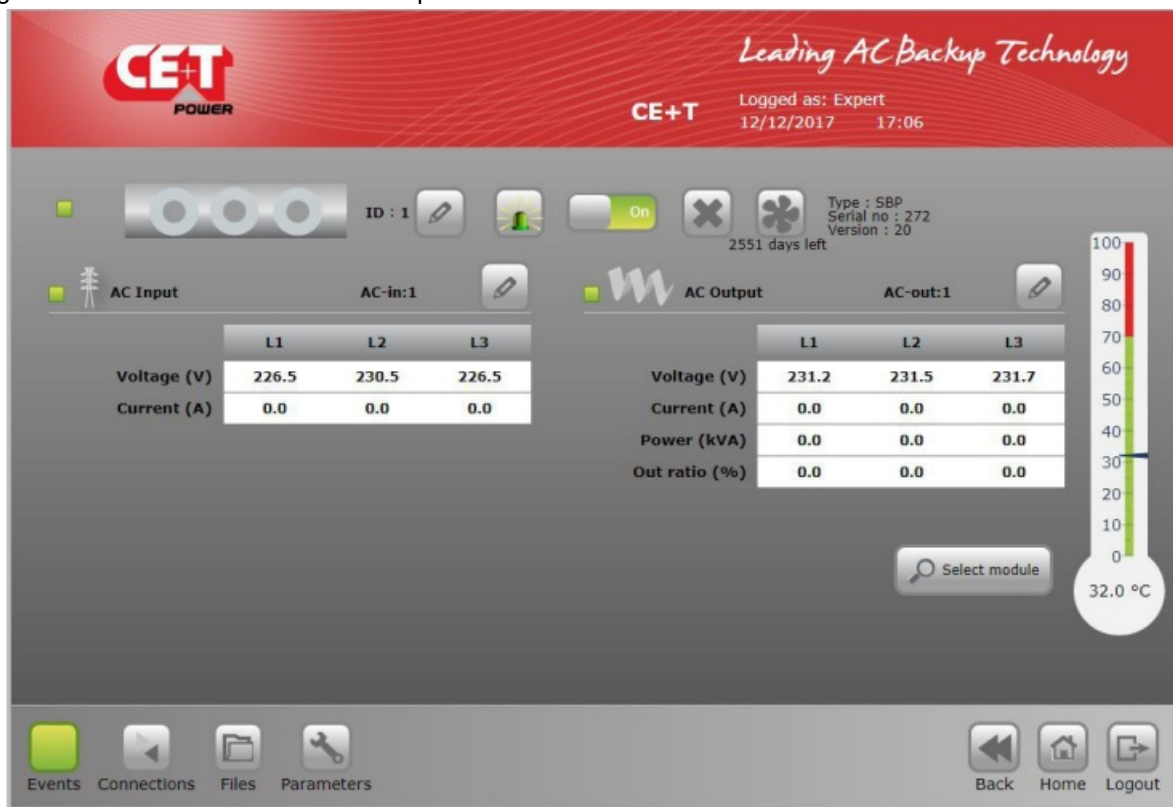 CE+T
POWER
Leading AC Backup Technology
CE+T
Logged as: Expert
12/12/2017 17:06
ID : 1
On
2551 days left
Type : SBP
Serial no : 272
Version : 20
AC Input AC-in:1
L1 L2 L3
Voltage (V) 226.5 230.5 226.5
Current (A) 0.0 0.0 0.0
AC Output AC-out:1
L1 L2 L3
Voltage (V) 231.2 231.5 231.7
Current (A) 0.0 0.0 0.0
Power (kVA) 0.0 0.0 0.0
Out ratio (%) 0.0 0.0 0.0
100
90
80
70
60
50
40
30
20
10
0
32.0 °C
Select module
Events Connections Files Parameters
Back Home Logout